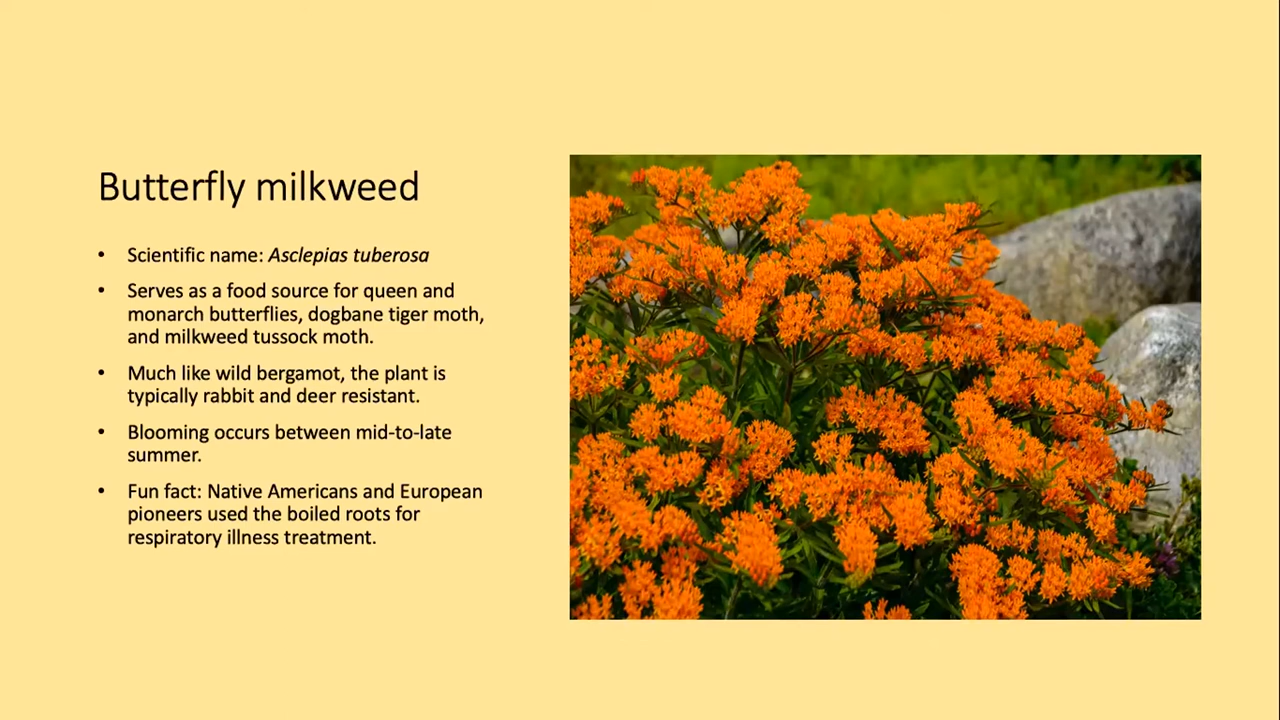 Butterfly milkweed
• Scientific name: Asclepias tuberosa
• Serves as a food source for queen and
monarch butterflies, dogbane tiger moth,
and milkweed tussock moth.
• Much like wild bergamot, the plant is
typically rabbit and deer resistant.
• Blooming occurs between mid-to-late
summer.
• Fun fact: Native Americans and European
pioneers used the boiled roots for
respiratory illness treatment.